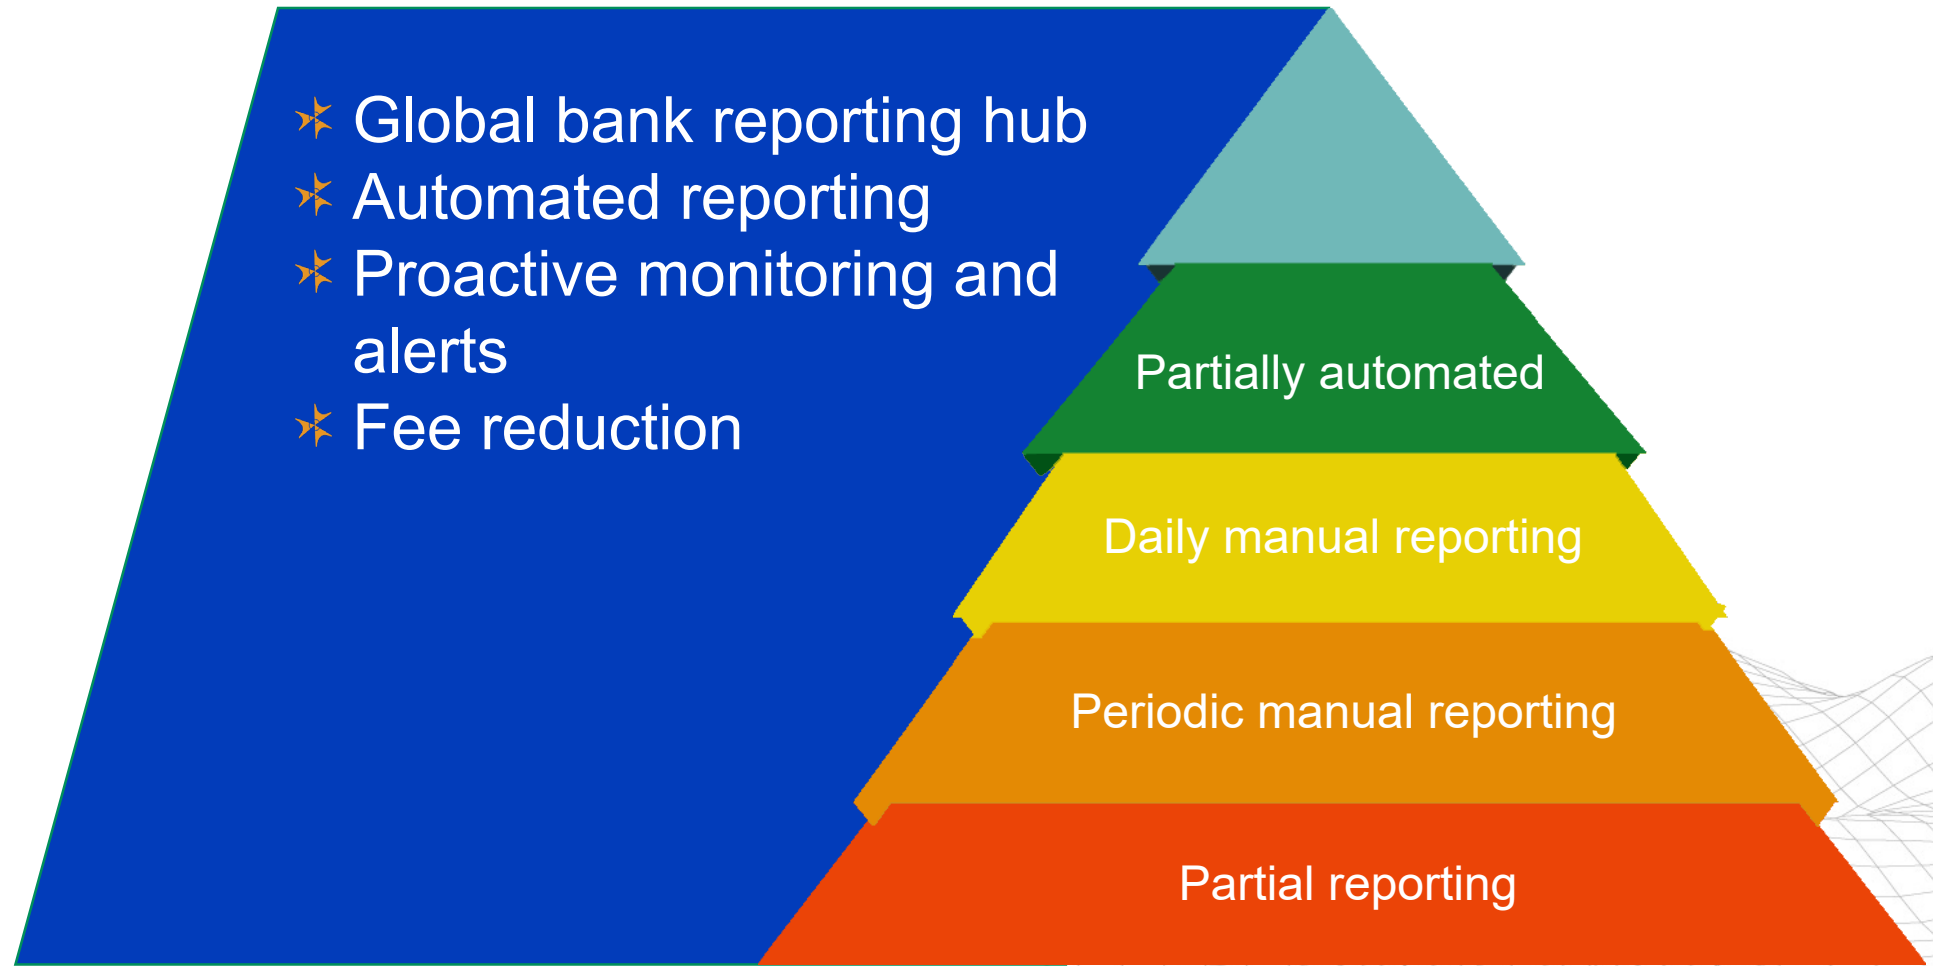 Global bank reporting hub
Automated reporting
Proactive monitoring and
alerts
Fee reduction
Partially automated
Daily manual reporting
Periodic manual reporting
Partial reporting